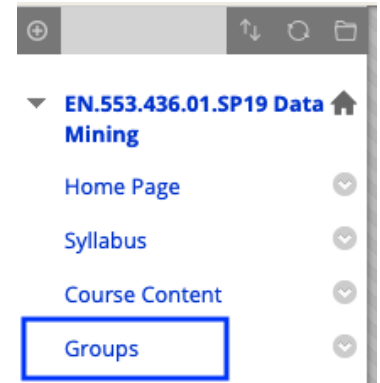 EN.553.436.01.SP19 Data
Mining
Home Page
Syllabus
Course Content
Groups